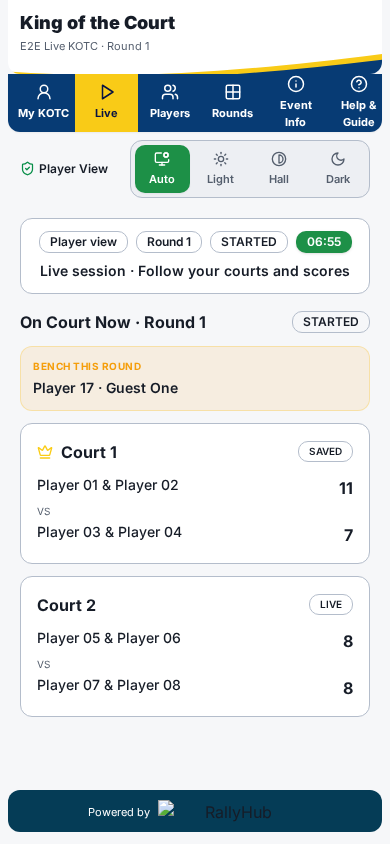 King of the Court
E2E Live KOTC · Round 1
My KOTC
Live
Players
Rounds
Event
Info
Help &
Guide
Player View
Auto
Light
Hall
Dark
Player view
Round 1
STARTED
06:55
Live session · Follow your courts and scores
On Court Now · Round 1
STARTED
BENCH THIS ROUND
Player 17 · Guest One
Court 1
SAVED
Player 01 & Player 02
11
VS
Player 03 & Player 04
7
Court 2
LIVE
Player 05 & Player 06
8
VS
Player 07 & Player 08
8
Powered by
RallyHub